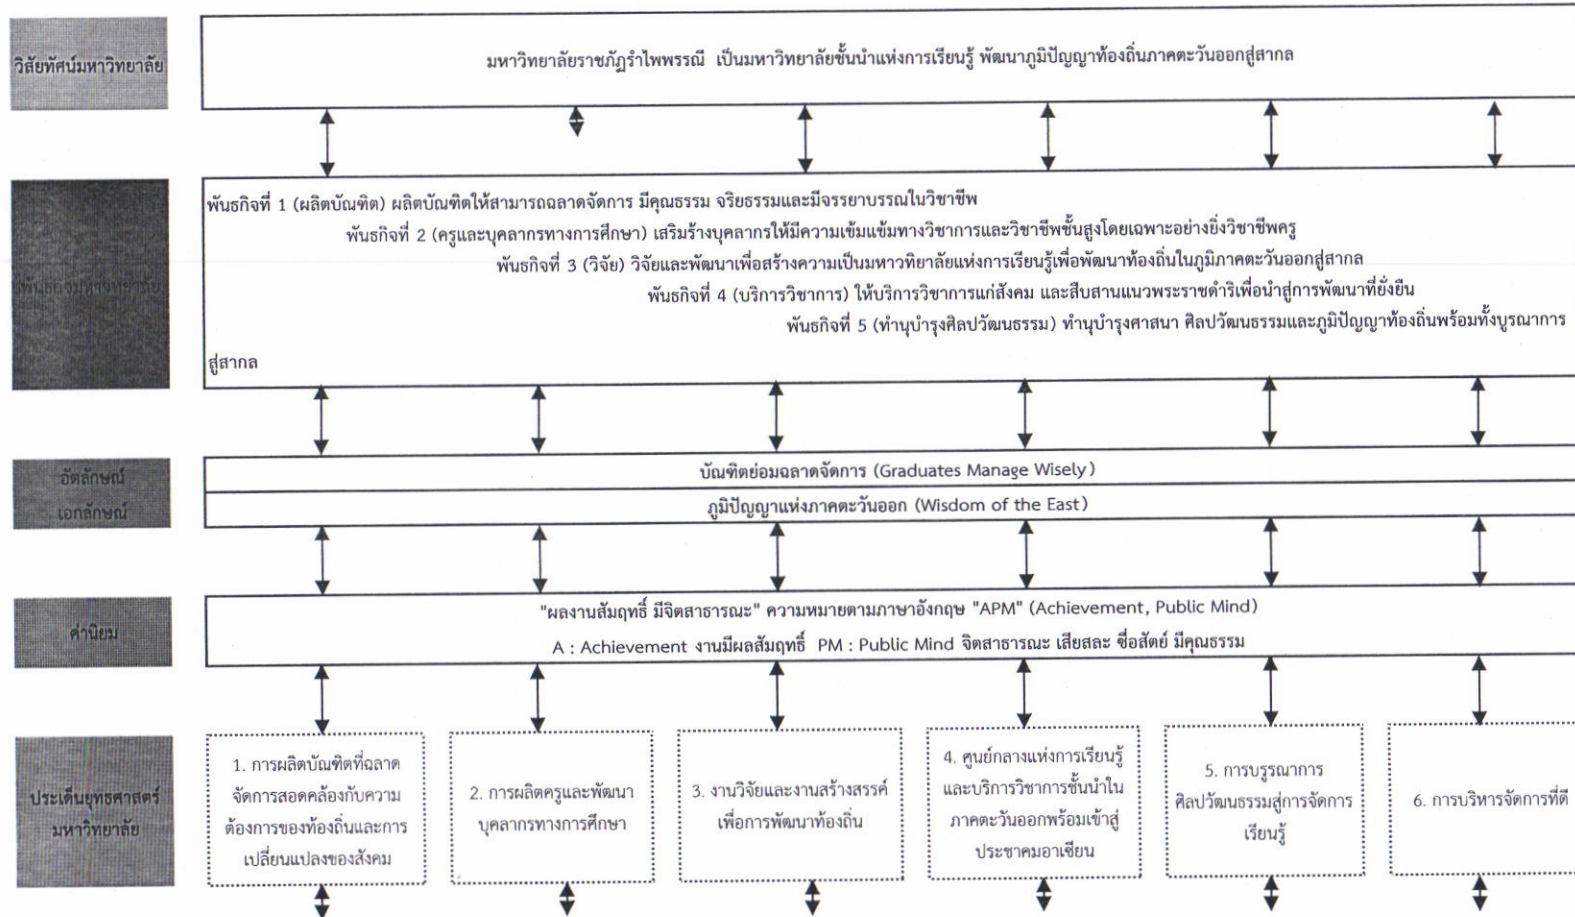 วิสัยทัศน์มหาวิทยาลัย
มหาวิทยาลัยราชภัฏรำไพพรรณี เป็นมหาวิทยาลัยชั้นนำแห่งการเรียนรู้ พัฒนาภูมิปัญญาท้องถิ่นภาคตะวันออกสู่สากล
พันธกิจมหาวิทยาลัย
พันธกิจที่ 1 (ผลิตบัณฑิต) ผลิตบัณฑิตให้สามารถฉลาดจัดการ มีคุณธรรม จริยธรรมและมีจรรยาบรรณในวิชาชีพ
พันธกิจที่ 2 (ครูและบุคลากรทางการศึกษา) เสริมร้างบุคลากรให้มีความเข้มแข้มทางวิชาการและวิชาชีพชั้นสูงโดยเฉพาะอย่างยิ่งวิชาชีพครู
พันธกิจที่ 3 (วิจัย) วิจัยและพัฒนาเพื่อสร้างความเป็นมหาวทิยาลัยแห่งการเรียนรู้เพื่อพัฒนาท้องถิ่นในภูมิภาคตะวันออกสู่สากล
พันธกิจที่ 4 (บริการวิชาการ) ให้บริการวิชาการแก่สังคม และสืบสานแนวพระราชดำริเพื่อนำสู่การพัฒนาที่ยั่งยืน
พันธกิจที่ 5 (ทำนุบำรุงศิลปวัฒนธรรม) ทำนุบำรุงศาสนา ศิลปวัฒนธรรมและภูมิปัญญาท้องถิ่นพร้อมทั้งบูรณาการ
สู่สากล
อัตลักษณ์
เอกลักษณ์
บัณฑิตย่อมฉลาดจัดการ (Graduates Manage Wisely)
ภูมิปัญญาแห่งภาคตะวันออก (Wisdom of the East)
ค่านิยม
"ผลงานสัมฤทธิ์ มีจิตสาธารณะ" ความหมายตามภาษาอังกฤษ "APM" (Achievement, Public Mind)
A : Achievement งานมีผลสัมฤทธิ์ PM : Public Mind จิตสาธารณะ เสียสละ ซื่อสัตย์ มีคุณธรรม
ประเด็นยุทธศาสตร์
มหาวิทยาลัย
1. การผลิตบัณฑิตที่ฉลาด
จัดการสอดคล้องกับความ
ต้องการของท้องถิ่นและการ
เปลี่ยนแปลงของสังคม
2. การผลิตครูและพัฒนา
บุคลากรทางการศึกษา
3. งานวิจัยและงานสร้างสรรค์
เพื่อการพัฒนาท้องถิ่น
4. ศูนย์กลางแห่งการเรียนรู้
และบริการวิชาการชั้นนำใน
ภาคตะวันออกพร้อมเข้าสู่
ประชาคมอาเซียน
5. การบรูรณาการ
ศิลปวัฒนธรรมสู่การจัดการ
เรียนรู้
6. การบริหารจัดการที่ดี